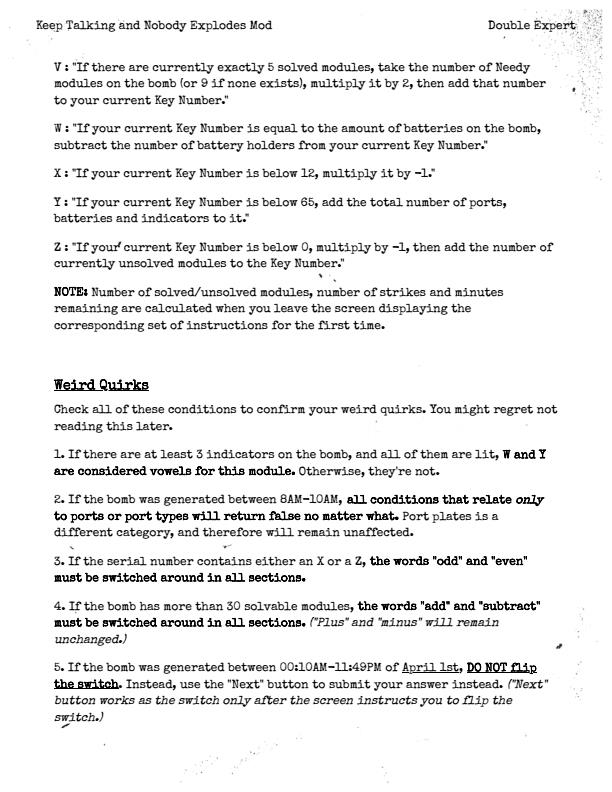 Keep Talking and Nobody Explodes Mod
Double Expert
V : "If there are currently exactly 5 solved modules, take the number of Needy
modules on the bomb (or 9 if none exists), multiply it by 2, then add that number
to your current Key Number."
W : "If your current Key Number is equal to the amount of batteries on the bomb,
subtract the number of battery holders from your current Key Number."
X : "If your current Key Number is below 12, multiply it by -1."
Y : "If your current Key Number is below 65, add the total number of ports,
batteries and indicators to it."
Z : "If your current Key Number is below 0, multiply by -1, then add the number of
currently unsolved modules to the Key Number."
NOTE: Number of solved/unsolved modules, number of strikes and minutes
remaining are calculated when you leave the screen displaying the
corresponding set of instructions for the first time.
Weird Quirks
Check all of these conditions to confirm your weird quirks. You might regret not
reading this later.
1. If there are at least 3 indicators on the bomb, and all of them are lit, W and Y
are considered vowels for this module. Otherwise, they're not.
2. If the bomb was generated between 8AM-10AM, all conditions that relate only
to ports or port types will return false no matter what. Port plates is a
different category, and therefore will remain unaffected.
3. If the serial number contains either an X or a Z, the words "odd" and "even"
must be switched around in all sections.
4. If the bomb has more than 30 solvable modules, the words "add" and "subtract"
must be switched around in all sections. ("Plus" and "minus" will remain
unchanged.)
5. If the bomb was generated between 00:10AM-11:49PM of April 1st, DO NOT flip
the switch. Instead, use the "Next" button to submit your answer instead. ("Next"
button works as the switch only after the screen instructs you to flip the
switch.)